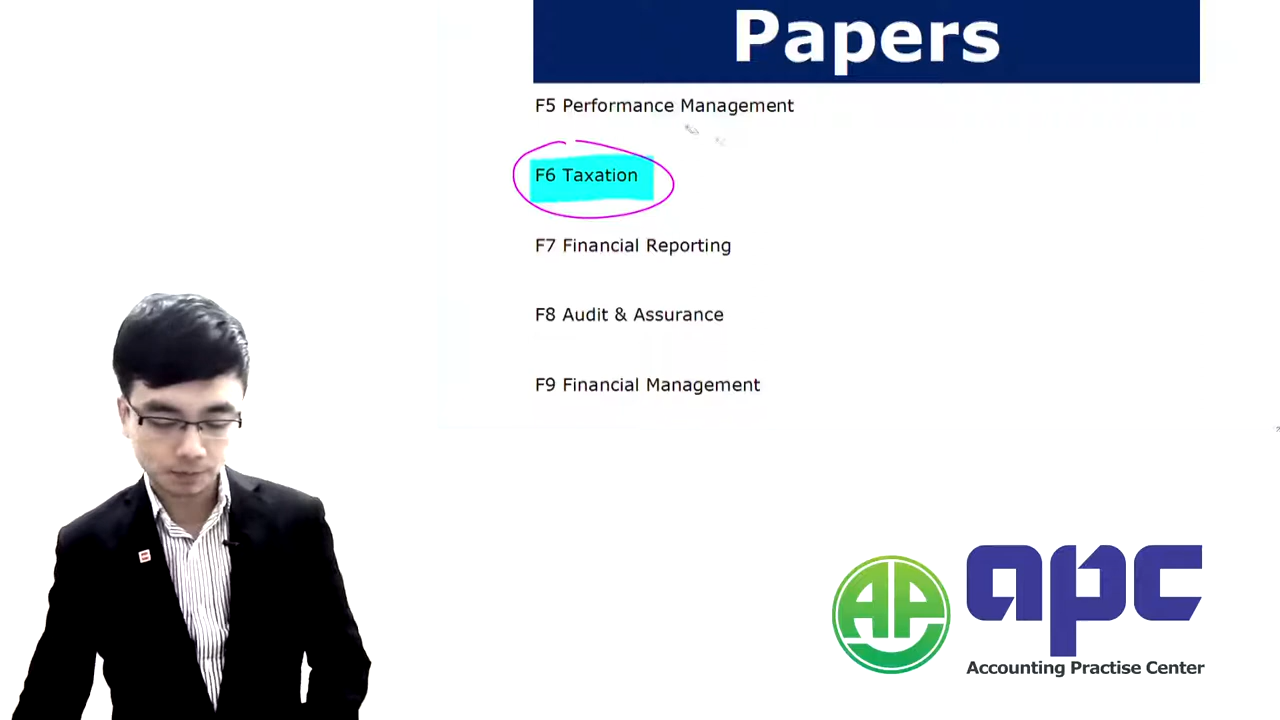 Papers
F5 Performance Management
F6 Taxation
F7 Financial Reporting
F8 Audit & Assurance
F9 Financial Management
AP
apc
Accounting Practise Center